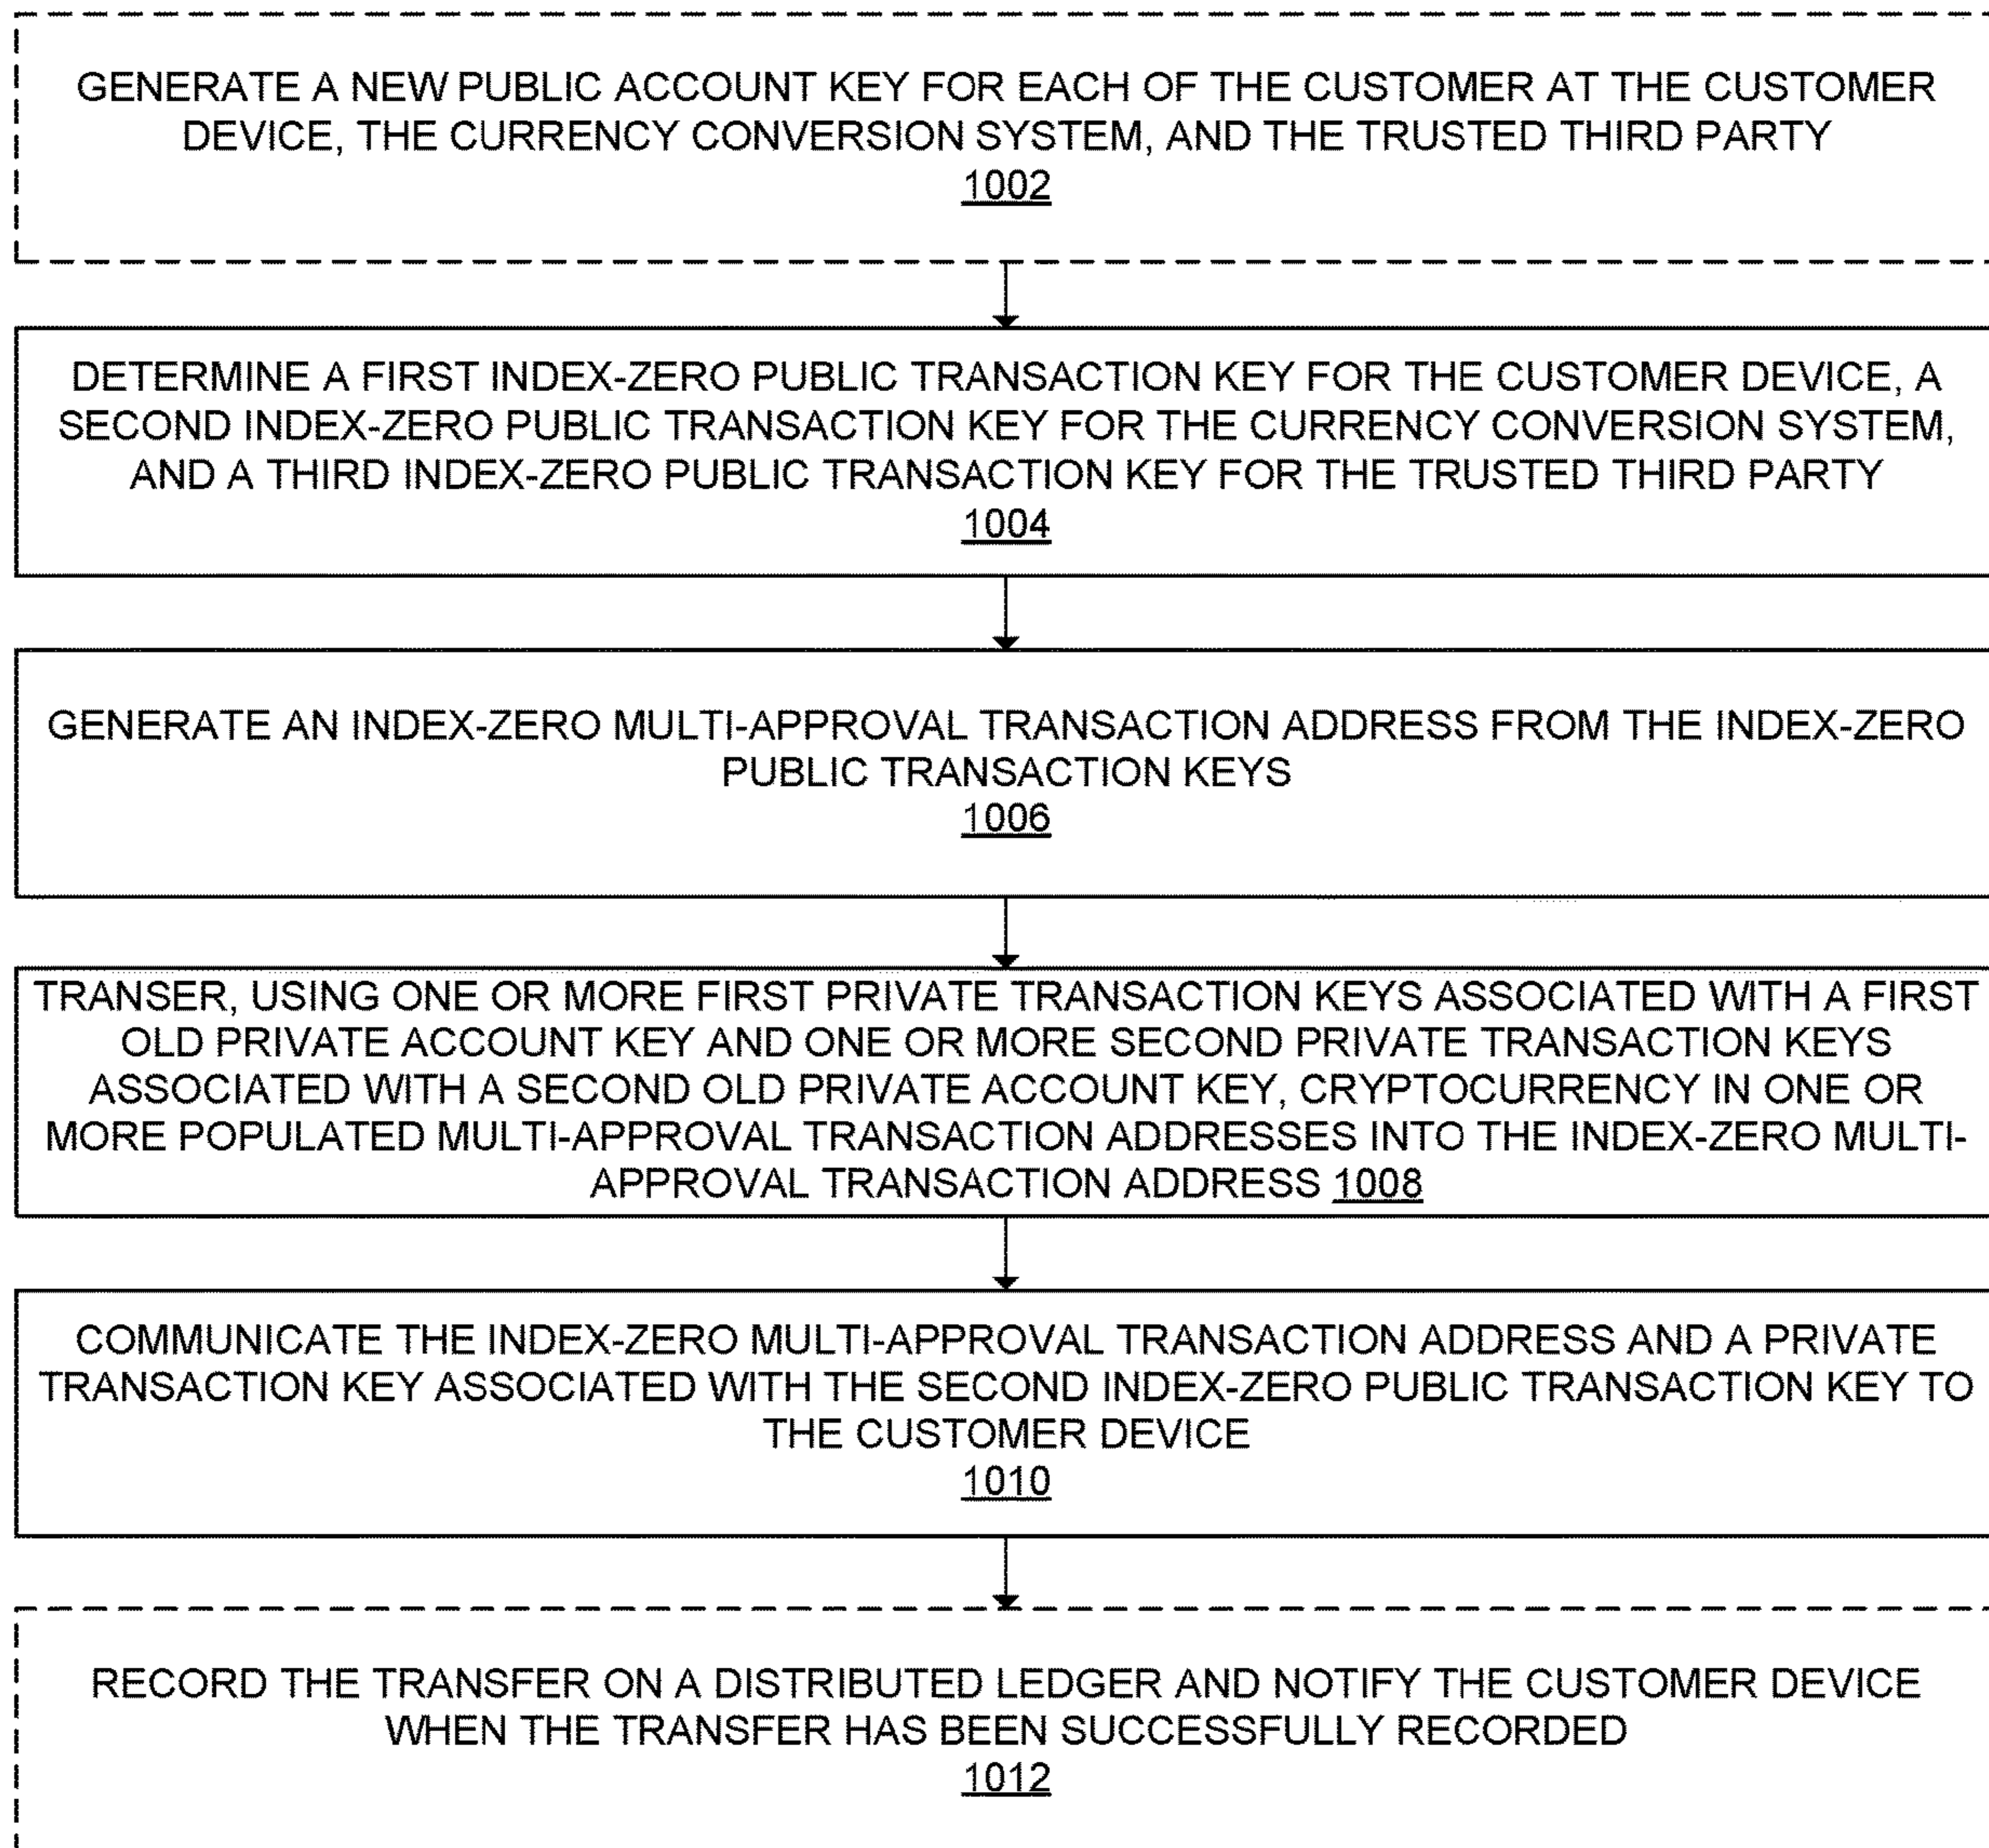 GENERATE A NEW PUBLIC ACCOUNT KEY FOR EACH OF THE CUSTOMER AT THE CUSTOMER
DEVICE, THE CURRENCY CONVERSION SYSTEM, AND THE TRUSTED THIRD PARTY
1002
DETERMINE A FIRST INDEX-ZERO PUBLIC TRANSACTION KEY FOR THE CUSTOMER DEVICE, A
SECOND INDEX-ZERO PUBLIC TRANSACTION KEY FOR THE CURRENCY CONVERSION SYSTEM,
AND A THIRD INDEX-ZERO PUBLIC TRANSACTION KEY FOR THE TRUSTED THIRD PARTY
1004
GENERATE AN INDEX-ZERO MULTI-APPROVAL TRANSACTION ADDRESS FROM THE INDEX-ZERO
PUBLIC TRANSACTION KEYS
1006
TRANSER, USING ONE OR MORE FIRST PRIVATE TRANSACTION KEYS ASSOCIATED WITH A FIRST
OLD PRIVATE ACCOUNT KEY AND ONE OR MORE SECOND PRIVATE TRANSACTION KEYS
ASSOCIATED WITH A SECOND OLD PRIVATE ACCOUNT KEY, CRYPTOCURRENCY IN ONE OR
MORE POPULATED MULTI-APPROVAL TRANSACTION ADDRESSES INTO THE INDEX-ZERO MULTI-
APPROVAL TRANSACTION ADDRESS 1008
COMMUNICATE THE INDEX-ZERO MULTI-APPROVAL TRANSACTION ADDRESS AND A PRIVATE
TRANSACTION KEY ASSOCIATED WITH THE SECOND INDEX-ZERO PUBLIC TRANSACTION KEY TO
THE CUSTOMER DEVICE
1010
RECORD THE TRANSFER ON A DISTRIBUTED LEDGER AND NOTIFY THE CUSTOMER DEVICE
WHEN THE TRANSFER HAS BEEN SUCCESSFULLY RECORDED
1012